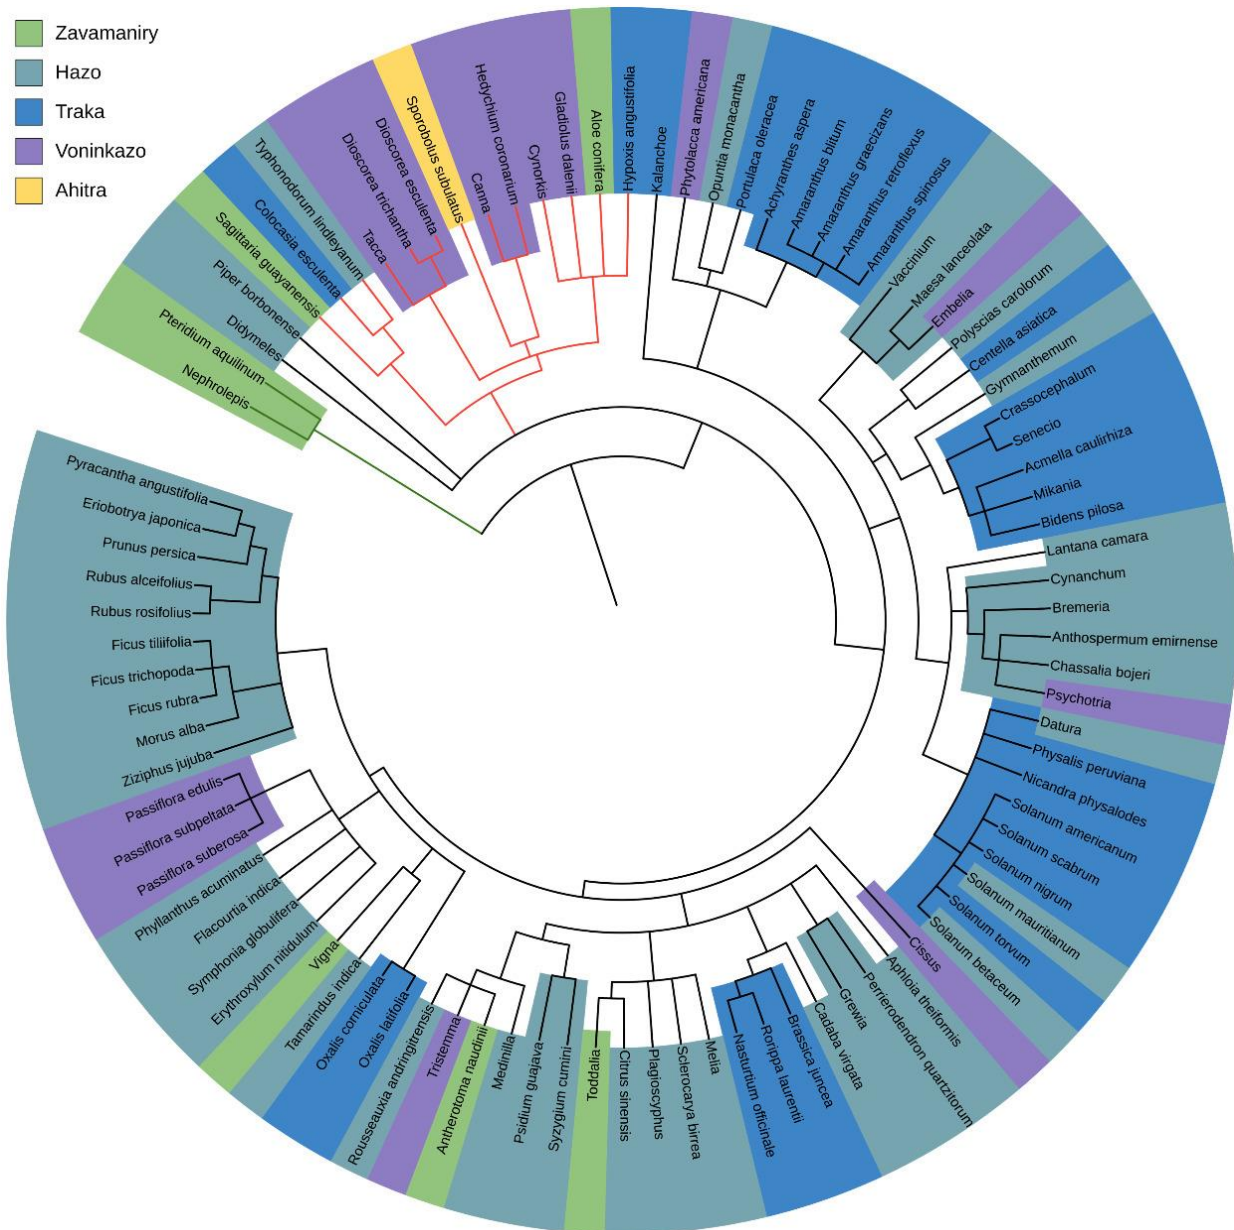 Zavamaniry
Hazo
Traka
Voninkazo
Ahitra
Nephrolepis
Pteridium aquilinum
Didymeles
Piper borbonense
Sagittaria guayanensis
Colocasia esculenta
Typhonodorum lindleyanum
Tacca
Dioscorea trichantha
Dioscorea esculenta
Sporobolus subulatus
Canna
Hedychium coronarium
Cynorkis
Gladiolus dalenii
Aloe conifera
Hypoxis angustifolia
Kalanchoe
Phytolacca americana
Opuntia monacantha
Portulaca oleracea
Achyranthes aspera
Amaranthus blitum
Amaranthus graecizans
Amaranthus retroflexus
Amaranthus spinosus
Vaccinium
Maesa lanceolata
Embelia
Polyscias carolorum
Centella asiatica
Gymnanthemum
Crassocephalum
Senecio
Acmella caulirhiza
Mikania
Bidens pilosa
Lantana camara
Cynanchum
Bremeria
Anthospermum emirnense
Chassalia bojeri
Psychotria
Datura
Physalis peruviana
Nicandra physalodes
Solanum americanum
Solanum scabrum
Solanum nigrum
Solanum mauritianum
Solanum torvum
Solanum betaceum
Cissus
Aphloia theiformis
Perrierodendron quartzitorum
Grewia
Cadaba virgata
Brassica juncea
Rorippa laurentii
Nasturtium officinale
Melia
Sclerocarya birrea
Plagioscyphus
Citrus sinensis
Toddalia
Syzygium cumini
Psidium guajava
Medinilla
Antherotoma naudinii
Tristemma
Rousseauxia andringitrensis
Oxalis latifolia
Oxalis corniculata
Tamarindus indica
Vigna
Erythroxylum nitidulum
Symphonia globulifera
Flacourtia indica
Phyllanthus acuminatus
Passiflora suberosa
Passiflora subpeltata
Passiflora edulis
Ziziphus jujuba
Morus alba
Ficus rubra
Ficus trichopoda
Ficus tiliifolia
Rubus rosifolius
Rubus alceifolius
Prunus persica
Eriobotrya japonica
Pyracantha angustifolia